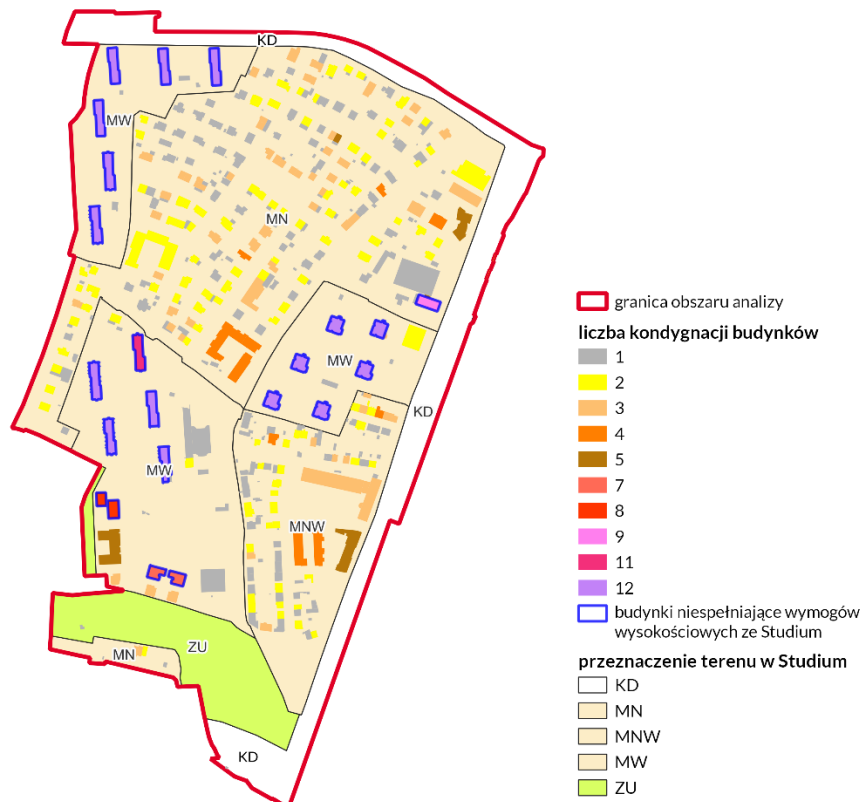 KD
MW
MN
MW
KD
MW
MNW
ZU
MN
KD
granica obszaru analizy
liczba kondygnacji budynków
1
2
3
4
5
7
8
9
11
12
budynki niespełniające wymogów
wysokościowych ze Studium
przeznaczenie terenu w Studium
KD
MN
MNW
MW
ZU